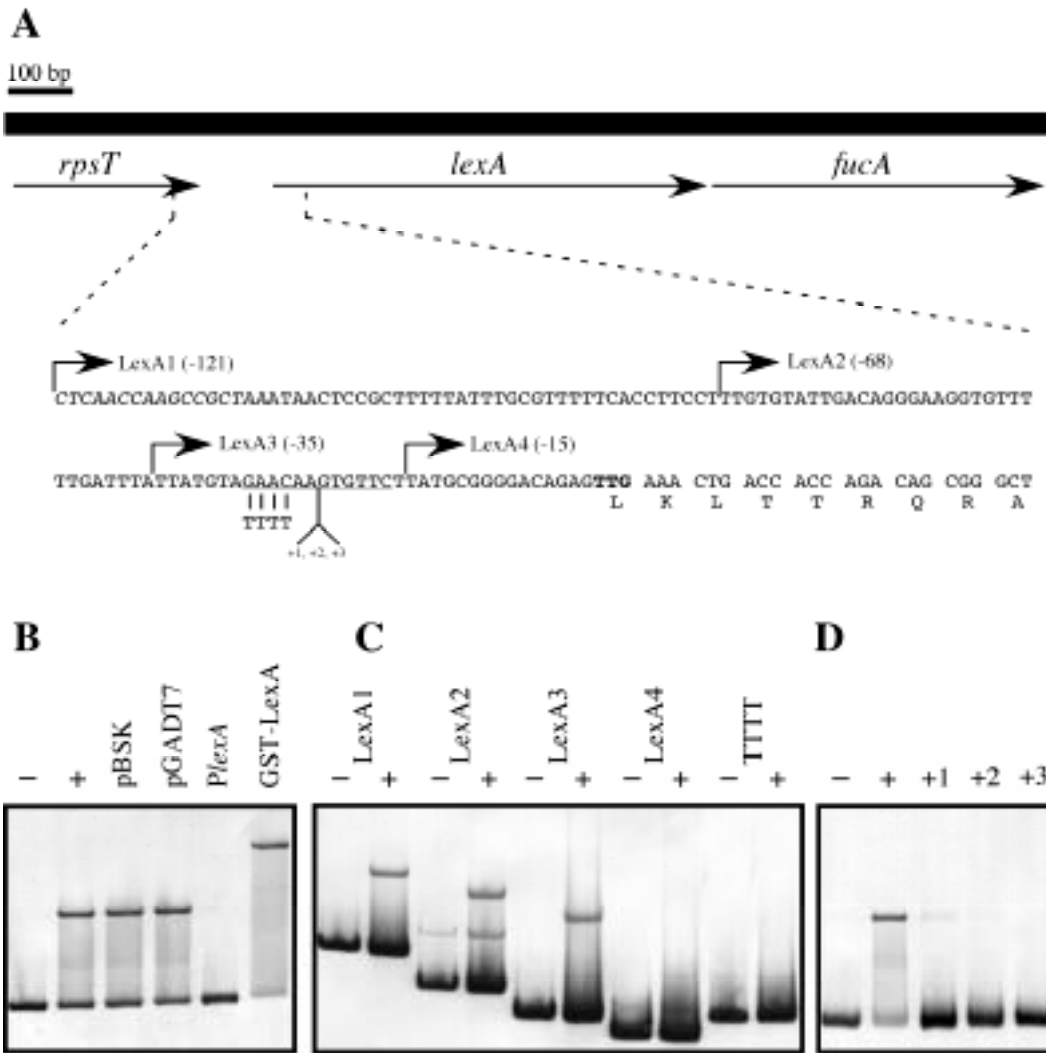 A
100 bp
rpsT lexA fucA
LexA1 (-121) LexA2 (-68)
CTCAACCAAGCCGCTAAATAACTCCGCTTTTTATTTGCGTTTTTCACCTTCCTTTGTGTATTGACAGGGAAGGTGTTT
LexA3 (-35) LexA4 (-15)
TTGATTTATTATGTAGAACAAGTGTTCTTATGCGGGGACAGAGTTG AAA CTG ACC ACC AGA CAG CGG GCT
L K L T T R Q R A
TTTT
+1, +2, +3
B C D
– + pBSK pGADT7 PlexA GST-LexA
LexA1 LexA2 LexA3 LexA4 TTTT
– + – + – + – + – +
– + +1 +2 +3